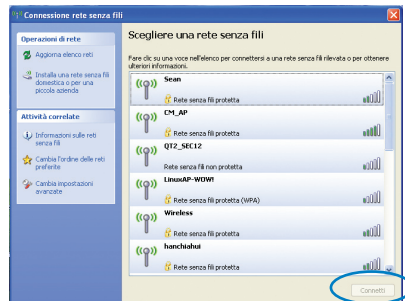 Connessione rete senza fili
Operazioni di rete
Aggiorna elenco reti
Installa una rete senza fili
domestica o per una
piccola azienda
Attività correlate
Informazioni sulle reti
senza fili
Cambia l'ordine delle reti
preferite
Cambia impostazioni
avanzate
Scegliere una rete senza fili
Fare clic su una voce nell'elenco per connettersi a una rete senza fili rilevata o per ottenere
ulteriori informazioni.
Sean
Rete senza fili protetta
CM_AP
Rete senza fili protetta
QT2_SEC12
Rete senza fili non protetta
LinuxAP-WOW!
Rete senza fili protetta (WPA)
Wireless
Rete senza fili protetta
hanchiahui
Rete senza fili protetta
Connetti